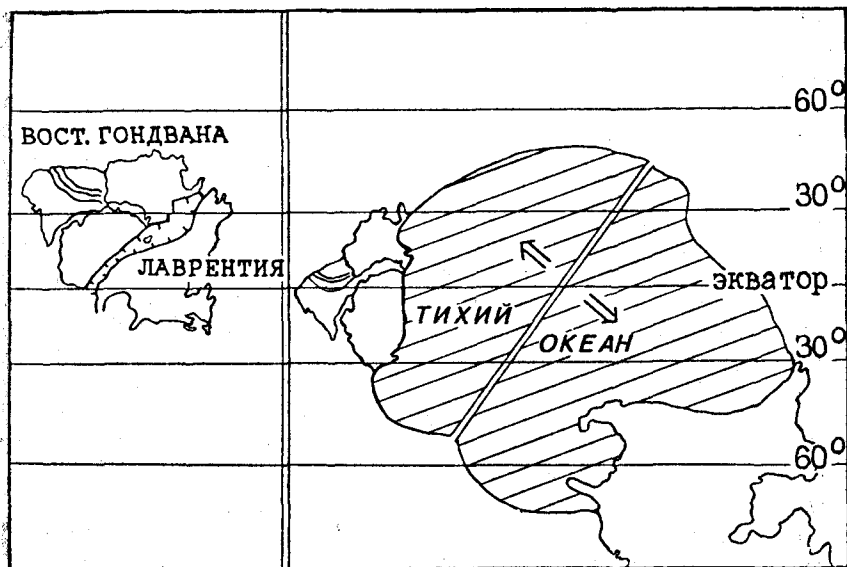 60°
ВОСТ. ГОНДВАНА
30°
ЛАВРЕНТИЯ
экватор
ТИХИЙ
ОКЕАН
30°
60°